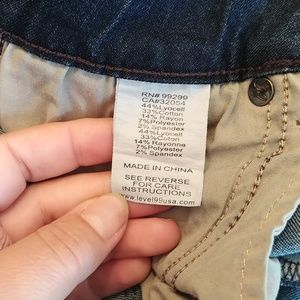 RN# 99299
CA#32054
44%Lyocell
33%Cotton
14% Rayon
7%Polyester
2% Spandex
44%Lyocell
33%Coton
14% Rayonne
7%Polyester
2% Spandex
MADE IN CHINA
SEE REVERSE
FOR CARE
INSTRUCTIONS
www.level99usa.com